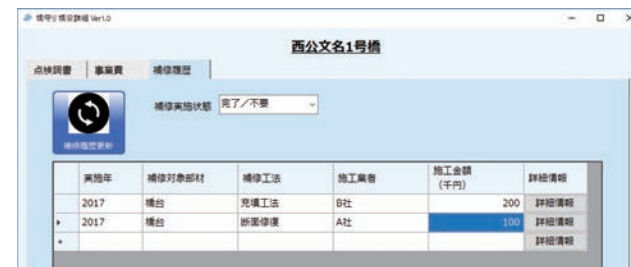 橋守り橋梁詳細 Ver1.0
西公文名1号橋
点検調書 事業費 補修履歴
補修履歴更新
補修実施状態 完了／不要
実施年 補修対象部材 補修工法 施工業者 施工金額(千円) 詳細情報
2017 橋台 充填工法 B社 200 詳細情報
2017 橋台 断面修復 A社 100 詳細情報
詳細情報